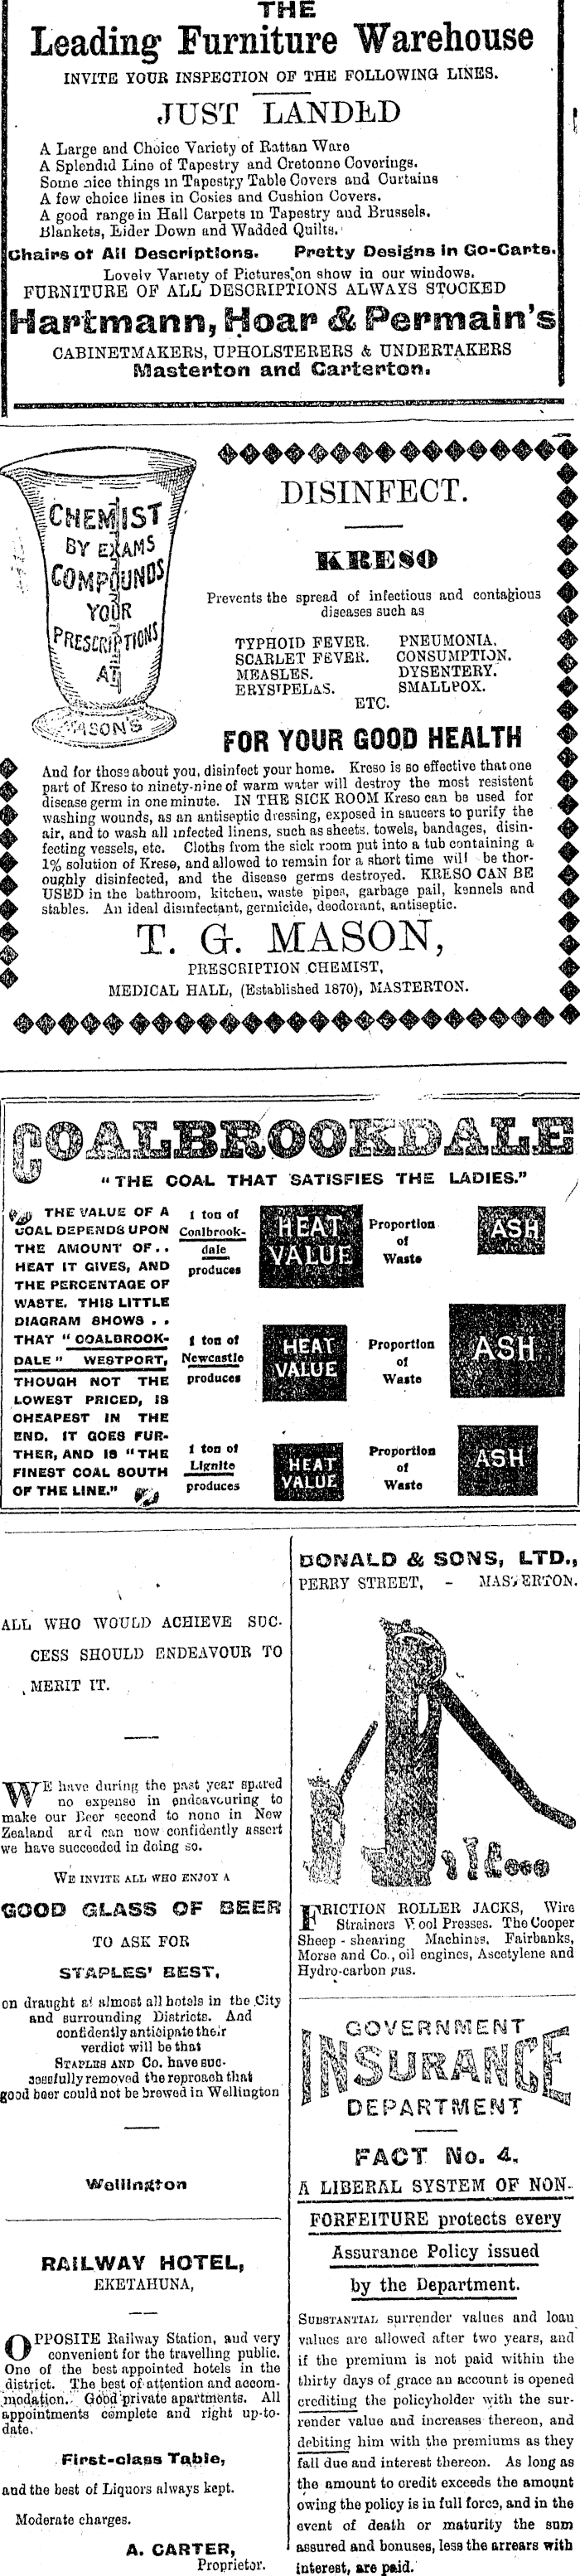 THE
Leading Furniture Warehouse
INVITE YOUR INSPECTION OF THE FOLLOWING LINES.
JUST LANDED
A Large and Choice Variety of Rattan Ware
A Splendid Line of Tapestry and Cretonne Coverings.
Some nice things in Tapestry Table Covers and Curtains
A few choice lines in Cosies and Cushion Covers.
A good range in Hall Carpets in Tapestry and Brussels.
Blankets, Eider Down and Wadded Quilts.
Chairs of All Descriptions. Pretty Designs in Go-Carts.
Lovely Variety of Pictures on show in our windows.
FURNITURE OF ALL DESCRIPTIONS ALWAYS STOCKED
Hartmann, Hoar & Permain's
CABINETMAKERS, UPHOLSTERERS & UNDERTAKERS
Masterton and Carterton.
CHEMIST
BY EXAMS
COMPOUNDS
YOUR
PRESCRIPTIONS
AT
MASON'S
DISINFECT.
KRESO
Prevents the spread of infectious and contagious
diseases such as
TYPHOID FEVER. PNEUMONIA.
SCARLET FEVER. CONSUMPTION.
MEASLES. DYSENTERY.
ERYSTPELAS. SMALLPOX.
ETC.
FOR YOUR GOOD HEALTH
And for those about you, disinfect your home. Kreso is so effective that one
part of Kreso to ninety-nine of warm water will destroy the most resistent
disease germ in one minute. IN THE SICK ROOM Kreso can be used for
washing wounds, as an antiseptic dressing, exposed in saucers to purify the
air, and to wash all infected linens, such as sheets, towels, bandages, disin-
fecting vessels, etc. Cloths from the sick room put into a tub containing a
1% solution of Kreso, and allowed to remain for a short time will be thor-
oughly disinfected, and the disease germs destroyed. KRESO CAN BE
USED in the bathroom, kitchen, waste pipes, garbage pail, kennels and
stables. An ideal disinfectant, germicide, deodorant, antiseptic.
T. G. MASON,
PRESCRIPTION CHEMIST,
MEDICAL HALL, (Established 1870), MASTERTON.
COALBROOKDALE
"THE COAL THAT SATISFIES THE LADIES."
THE VALUE OF A
COAL DEPENDS UPON
THE AMOUNT OF..
HEAT IT GIVES, AND
THE PERCENTAGE OF
WASTE. THIS LITTLE
DIAGRAM SHOWS . .
THAT "COALBROOK-
DALE" WESTPORT,
THOUGH NOT THE
LOWEST PRICED, IS
CHEAPEST IN THE
END. IT GOES FUR-
THER, AND IS "THE
FINEST COAL SOUTH
OF THE LINE."
1 ton of
Coalbrook-
dale
produces
HEAT
VALUE
Proportion
of
Waste
ASH
1 ton of
Newcastle
produces
HEAT
VALUE
Proportion
of
Waste
ASH
1 ton of
Lignite
produces
HEAT
VALUE
Proportion
of
Waste
ASH
ALL WHO WOULD ACHIEVE SUC-
CESS SHOULD ENDEAVOUR TO
MERIT IT.
WE have during the past year spared
no expense in endeavouring to
make our Beer second to none in New
Zealand and can now confidently assert
we have succeeded in doing so.
WE INVITE ALL WHO ENJOY A
GOOD GLASS OF BEER
TO ASK FOR
STAPLES' BEST,
on draught at almost all hotels in the City
and surrounding Districts. And
confidently anticipate their
verdict will be that
STAPLES AND Co. have suc-
cessfully removed the reproach that
good beer could not be brewed in Wellington
Wellington
RAILWAY HOTEL,
EKETAHUNA,
OPPOSITE Railway Station, and very
convenient for the travelling public.
One of the best appointed hotels in the
district. The best of attention and accom-
modation. Good private apartments. All
appointments complete and right up-to-
date.
First-class Table,
and the best of Liquors always kept.
Moderate charges.
A. CARTER,
Proprietor.
DONALD & SONS, LTD.,
PERRY STREET, - MASTERTON.
FRICTION ROLLER JACKS, Wire
Strainers Wool Presses. The Cooper
Sheep-shearing Machines, Fairbanks,
Morse and Co., oil engines, Ascetylene and
Hydro-carbon gas.
GOVERNMENT
INSURANCE
DEPARTMENT
FACT No. 4.
A LIBERAL SYSTEM OF NON-
FORFEITURE protects every
Assurance Policy issued
by the Department.
SUBSTANTIAL surrender values and loan
values are allowed after two years, and
if the premium is not paid within the
thirty days of grace an account is opened
crediting the policyholder with the sur-
render value and increases thereon, and
debiting him with the premiums as they
fall due and interest thereon. As long as
the amount to credit exceeds the amount
owing the policy is in full force, and in the
event of death or maturity the sum
assured and bonuses, less the arrears with
interest, are paid.